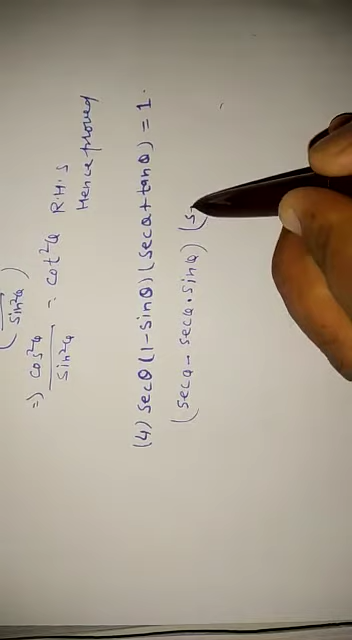 (sin²θ)
=> cos²θ/sin²θ = cot²θ R.H.S
Hence proved
(4) secθ(1-sinθ)(secθ+tanθ)=1.
(secθ - secθ.sinθ) (s